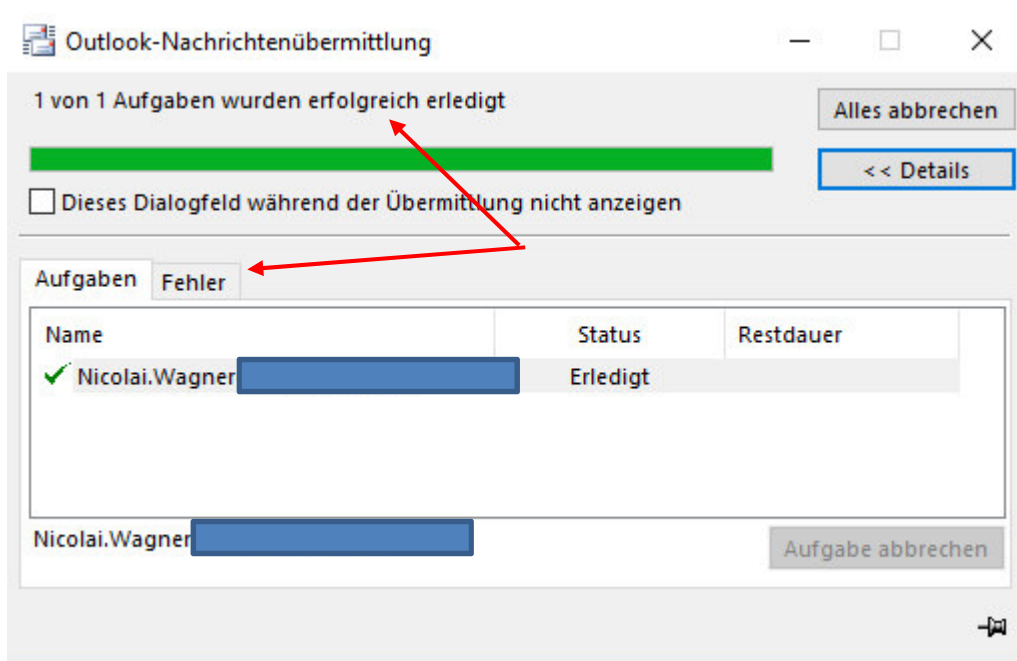 Outlook-Nachrichtenübermittlung
1 von 1 Aufgaben wurden erfolgreich erledigt
Alles abbrechen
<< Details
Dieses Dialogfeld während der Übermittlung nicht anzeigen
Aufgaben Fehler
Name Status Restdauer
Nicolai.Wagner Erledigt
Nicolai.Wagner
Aufgabe abbrechen